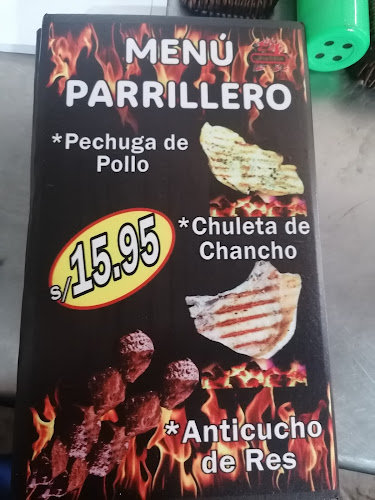 MENÚ
PARRILLERO
*Pechuga de
Pollo
*Chuleta de
Chancho
S/15.95
*Anticucho
de Res